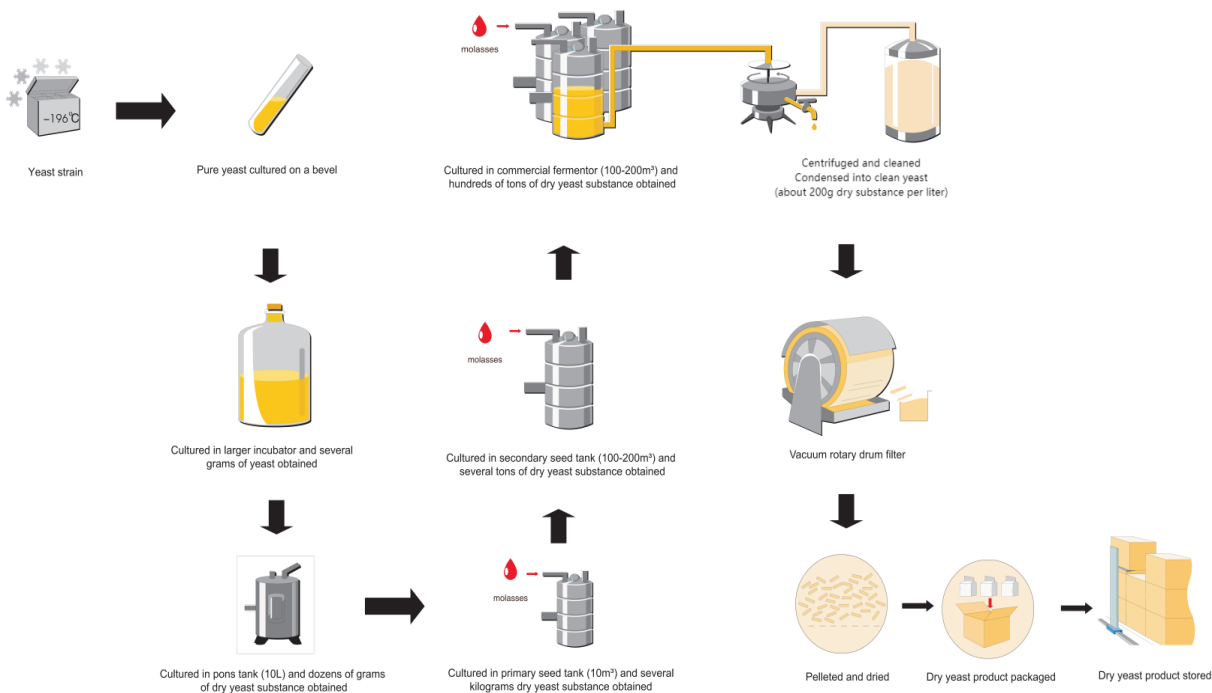 -196℃
Yeast strain
Pure yeast cultured on a bevel
Cultured in larger incubator and several
grams of yeast obtained
Cultured in pons tank (10L) and dozens of grams
of dry yeast substance obtained
molasses
Cultured in primary seed tank (10m³) and several
kilograms dry yeast substance obtained
molasses
Cultured in secondary seed tank (100-200m³) and
several tons of dry yeast substance obtained
molasses
Cultured in commercial fermentor (100-200m³) and
hundreds of tons of dry yeast substance obtained
Centrifuged and cleaned
Condensed into clean yeast
(about 200g dry substance per liter)
Vacuum rotary drum filter
Pelleted and dried
Dry yeast product packaged
Dry yeast product stored